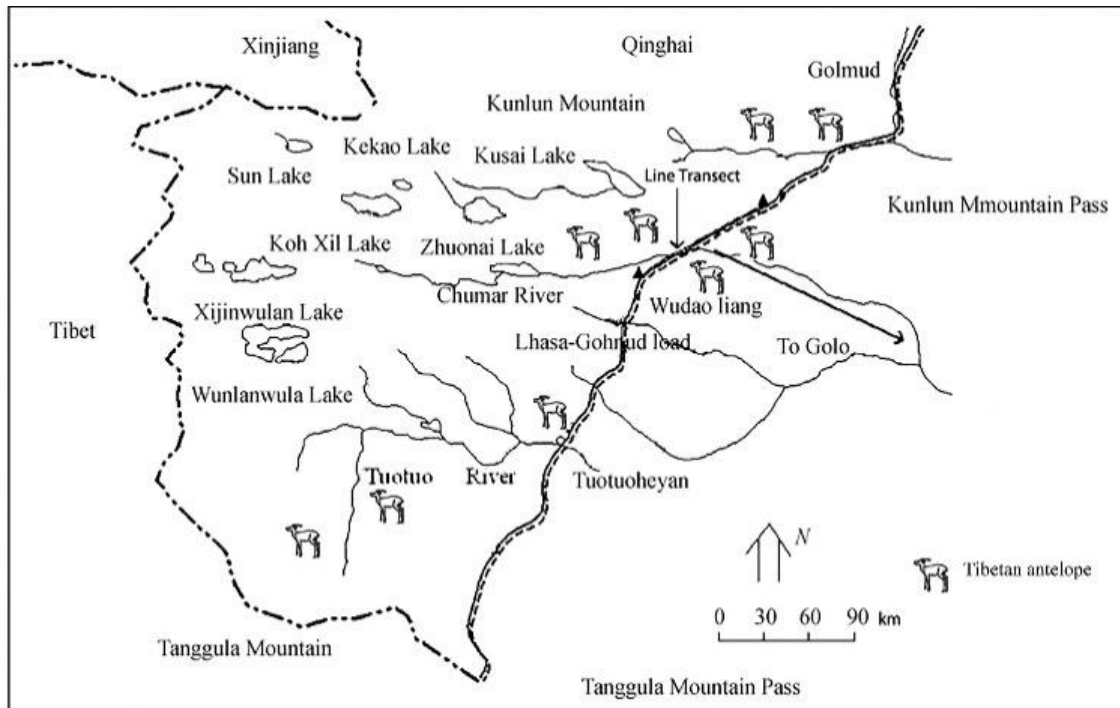 Xinjiang
Qinghai
Golmud
Kunlun Mountain
Kekao Lake
Kusai Lake
Sun Lake
Line Transect
Kunlun Mmountain Pass
Koh Xil Lake
Zhuonai Lake
Chumar River
Wudao liang
Xijinwulan Lake
Tibet
Lhasa-Gohnud load
To Golo
Wunlanwula Lake
Tuotuo River
Tuotuoheyan
N
Tibetan antelope
0 30 60 90 km
Tanggula Mountain
Tanggula Mountain Pass